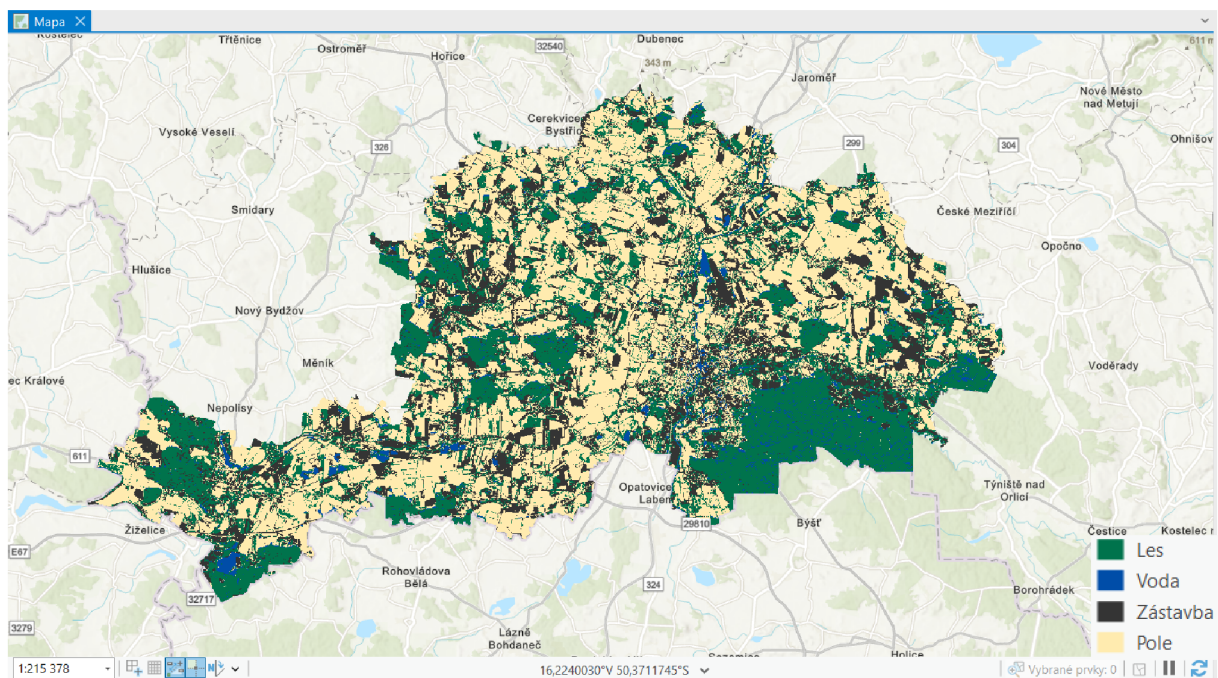 Mapa
Třtěnice
Ostroměř
Hořice
32540
Dubenec
343 m
611 m
Jaroměř
Nové Město
nad Metují
Cerekvice
Bystřic
Vysoké Veselí
326
299
304
Ohnišov
Smidary
České Meziříčí
Opočno
Hlušice
Nový Bydžov
Měník
Voděrady
ec Králové
Nepolisy
611
Opatovice
Labem
Týniště nad
Orlicí
Žiželice
29810
Býšť
Čestice
Kostelec n
E67
Rohovládova
Bělá
32717
324
Borohrádek
3279
Lázně
Bohdaneč
Holice
Les
Voda
Zástavba
Pole
1:215 378
16,2240030°V 50,3711745°S
Vybrané prvky: 0